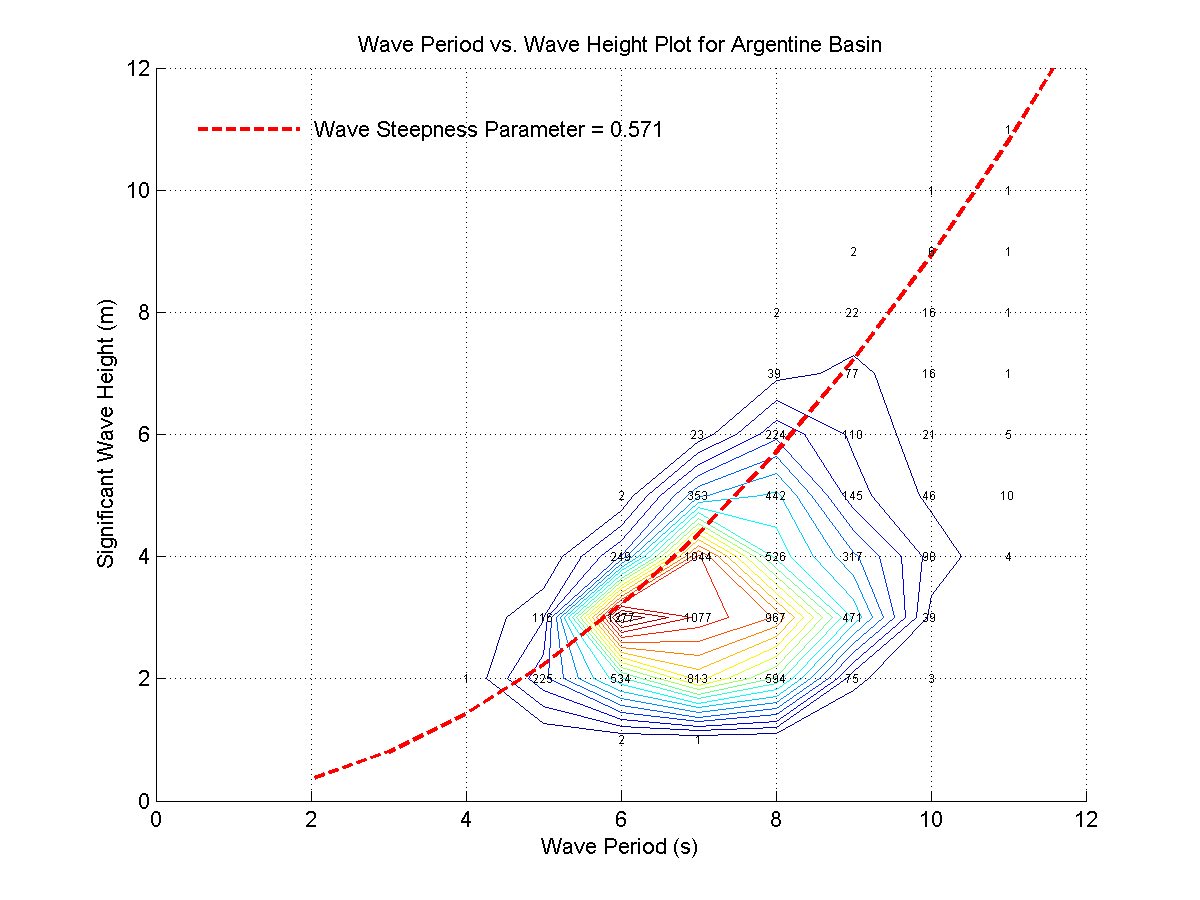 Wave Period vs. Wave Height Plot for Argentine Basin
12
Wave Steepness Parameter = 0.571
1
10 1 1
2 1
8 2 22 16 1
39 77 16 1
6 23 224 110 21 5
2 353 442 145 46 10
4 249 1044 526 317 98 4
116 1277 1077 967 471 39
2 1 225 534 813 594 75 3
2 1
0
0 2 4 6 8 10 12
Wave Period (s)
Significant Wave Height (m)